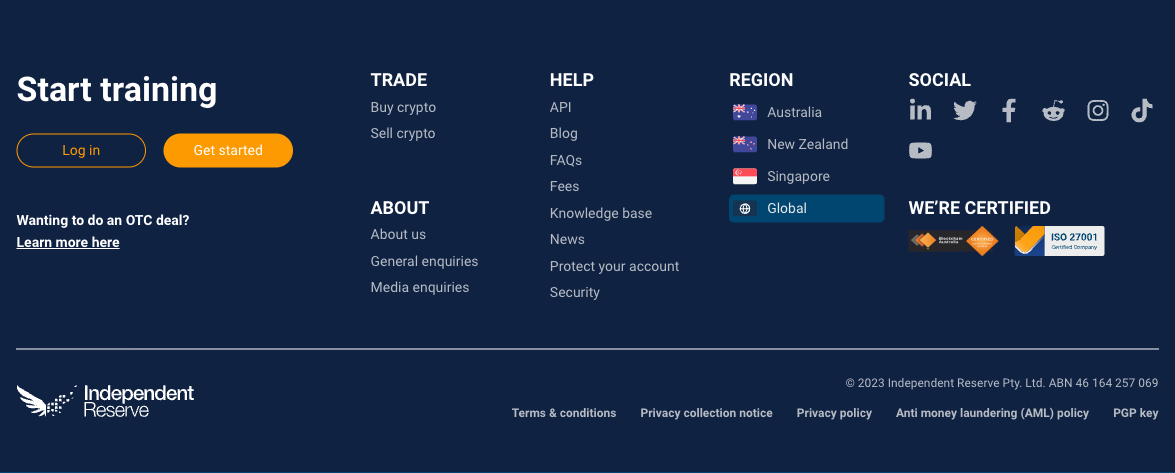 Start training
Log in
Get started
Wanting to do an OTC deal?
Learn more here
TRADE
Buy crypto
Sell crypto
ABOUT
About us
General enquiries
Media enquiries
HELP
API
Blog
FAQs
Fees
Knowledge base
News
Protect your account
Security
REGION
Australia
New Zealand
Singapore
Global
SOCIAL
WE'RE CERTIFIED
Blockchain
Australia
CERTIFIED
ISO 27001
Certified Company
Independent
Reserve
© 2023 Independent Reserve Pty. Ltd. ABN 46 164 257 069
Terms & conditions Privacy collection notice Privacy policy Anti money laundering (AML) policy PGP key